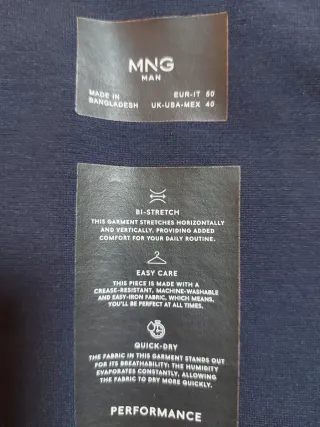 MNG
MAN
MADE IN EUR-IT 50
BANGLADESH UK-USA-MEX 40
BI-STRETCH
THIS GARMENT STRETCHES HORIZONTALLY
AND VERTICALLY, PROVIDING ADDED
COMFORT FOR YOUR DAILY ROUTINE.
EASY CARE
THIS PIECE IS MADE WITH A
CREASE-RESISTANT, MACHINE-WASHABLE
AND EASY-IRON FABRIC, WHICH MEANS,
YOU'LL BE PERFECT AT ALL TIMES.
QUICK-DRY
THE FABRIC IN THIS GARMENT STANDS OUT
FOR ITS BREATHABILITY: THE HUMIDITY
EVAPORATES CONSTANTLY, ALLOWING
THE FABRIC TO DRY MORE QUICKLY.
PERFORMANCE